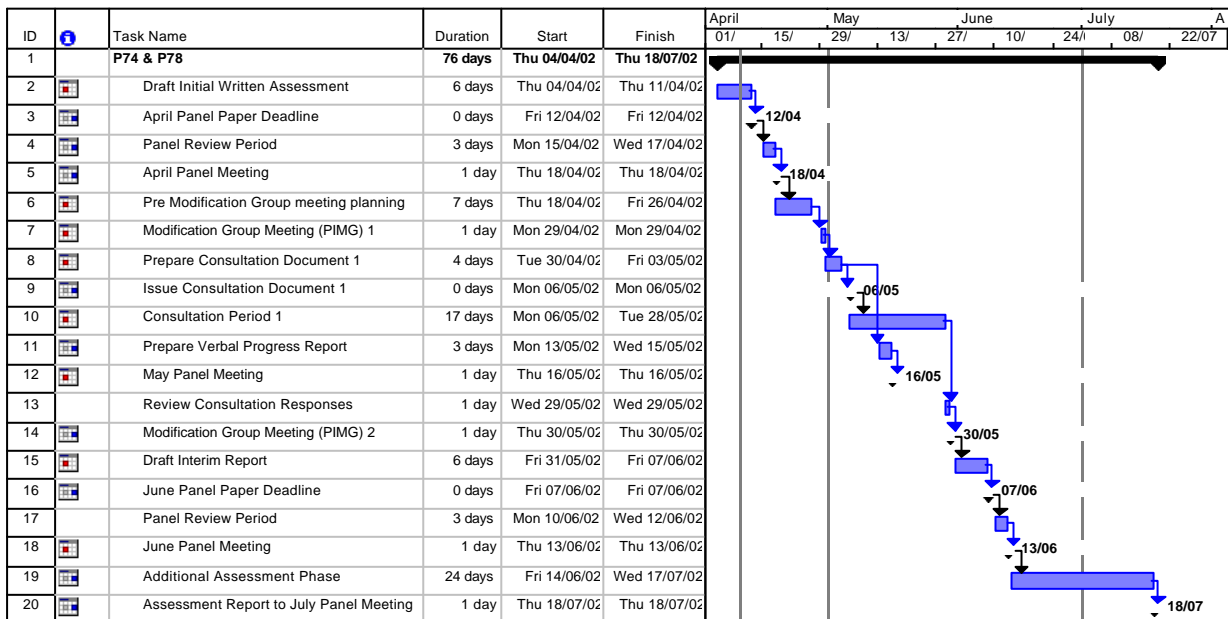 April May June July A
ID Task Name Duration Start Finish 01/ 15/ 29/ 13/ 27/ 10/ 24/ 08/ 22/07
1 P74 & P78 76 days Thu 04/04/02 Thu 18/07/02
2 Draft Initial Written Assessment 6 days Thu 04/04/02 Thu 11/04/02
3 April Panel Paper Deadline 0 days Fri 12/04/02 Fri 12/04/02 12/04
4 Panel Review Period 3 days Mon 15/04/02 Wed 17/04/02
5 April Panel Meeting 1 day Thu 18/04/02 Thu 18/04/02 18/04
6 Pre Modification Group meeting planning 7 days Thu 18/04/02 Fri 26/04/02
7 Modification Group Meeting (PIMG) 1 1 day Mon 29/04/02 Mon 29/04/02
8 Prepare Consultation Document 1 4 days Tue 30/04/02 Fri 03/05/02
9 Issue Consultation Document 1 0 days Mon 06/05/02 Mon 06/05/02 06/05
10 Consultation Period 1 17 days Mon 06/05/02 Tue 28/05/02
11 Prepare Verbal Progress Report 3 days Mon 13/05/02 Wed 15/05/02
12 May Panel Meeting 1 day Thu 16/05/02 Thu 16/05/02 16/05
13 Review Consultation Responses 1 day Wed 29/05/02 Wed 29/05/02
14 Modification Group Meeting (PIMG) 2 1 day Thu 30/05/02 Thu 30/05/02 30/05
15 Draft Interim Report 6 days Fri 31/05/02 Fri 07/06/02
16 June Panel Paper Deadline 0 days Fri 07/06/02 Fri 07/06/02 07/06
17 Panel Review Period 3 days Mon 10/06/02 Wed 12/06/02
18 June Panel Meeting 1 day Thu 13/06/02 Thu 13/06/02 13/06
19 Additional Assessment Phase 24 days Fri 14/06/02 Wed 17/07/02
20 Assessment Report to July Panel Meeting 1 day Thu 18/07/02 Thu 18/07/02 18/07